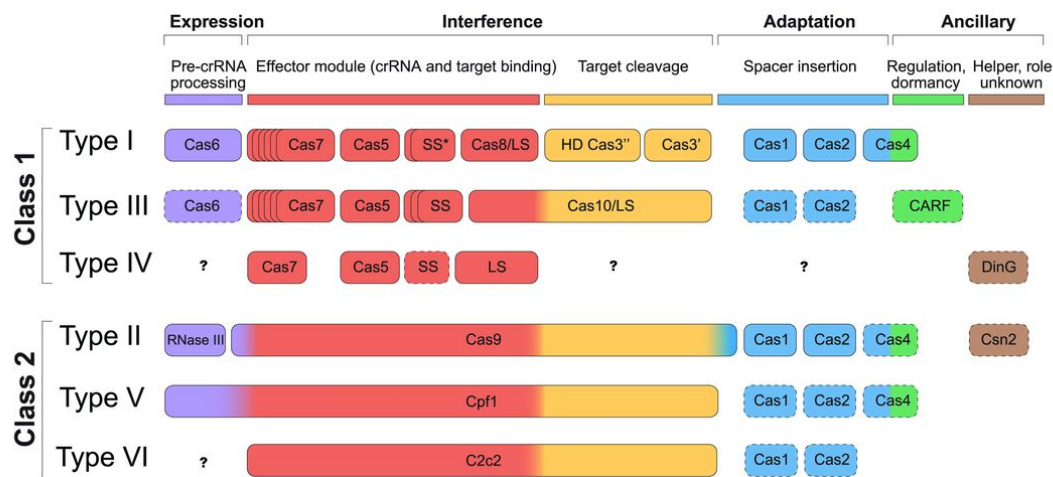 Expression Interference Adaptation Ancillary
Pre-crRNA processing Effector module (crRNA and target binding) Target cleavage Spacer insertion Regulation, dormancy Helper, role unknown
Class 1
Type I Cas6 Cas7 Cas5 SS* Cas8/LS HD Cas3'' Cas3' Cas1 Cas2 Cas4
Type III Cas6 Cas7 Cas5 SS Cas10/LS Cas1 Cas2 CARF
Type IV ? Cas7 Cas5 SS LS ? ? DinG
Class 2
Type II RNase III Cas9 Cas1 Cas2 Cas4 Csn2
Type V Cpf1 Cas1 Cas2 Cas4
Type VI ? C2c2 Cas1 Cas2